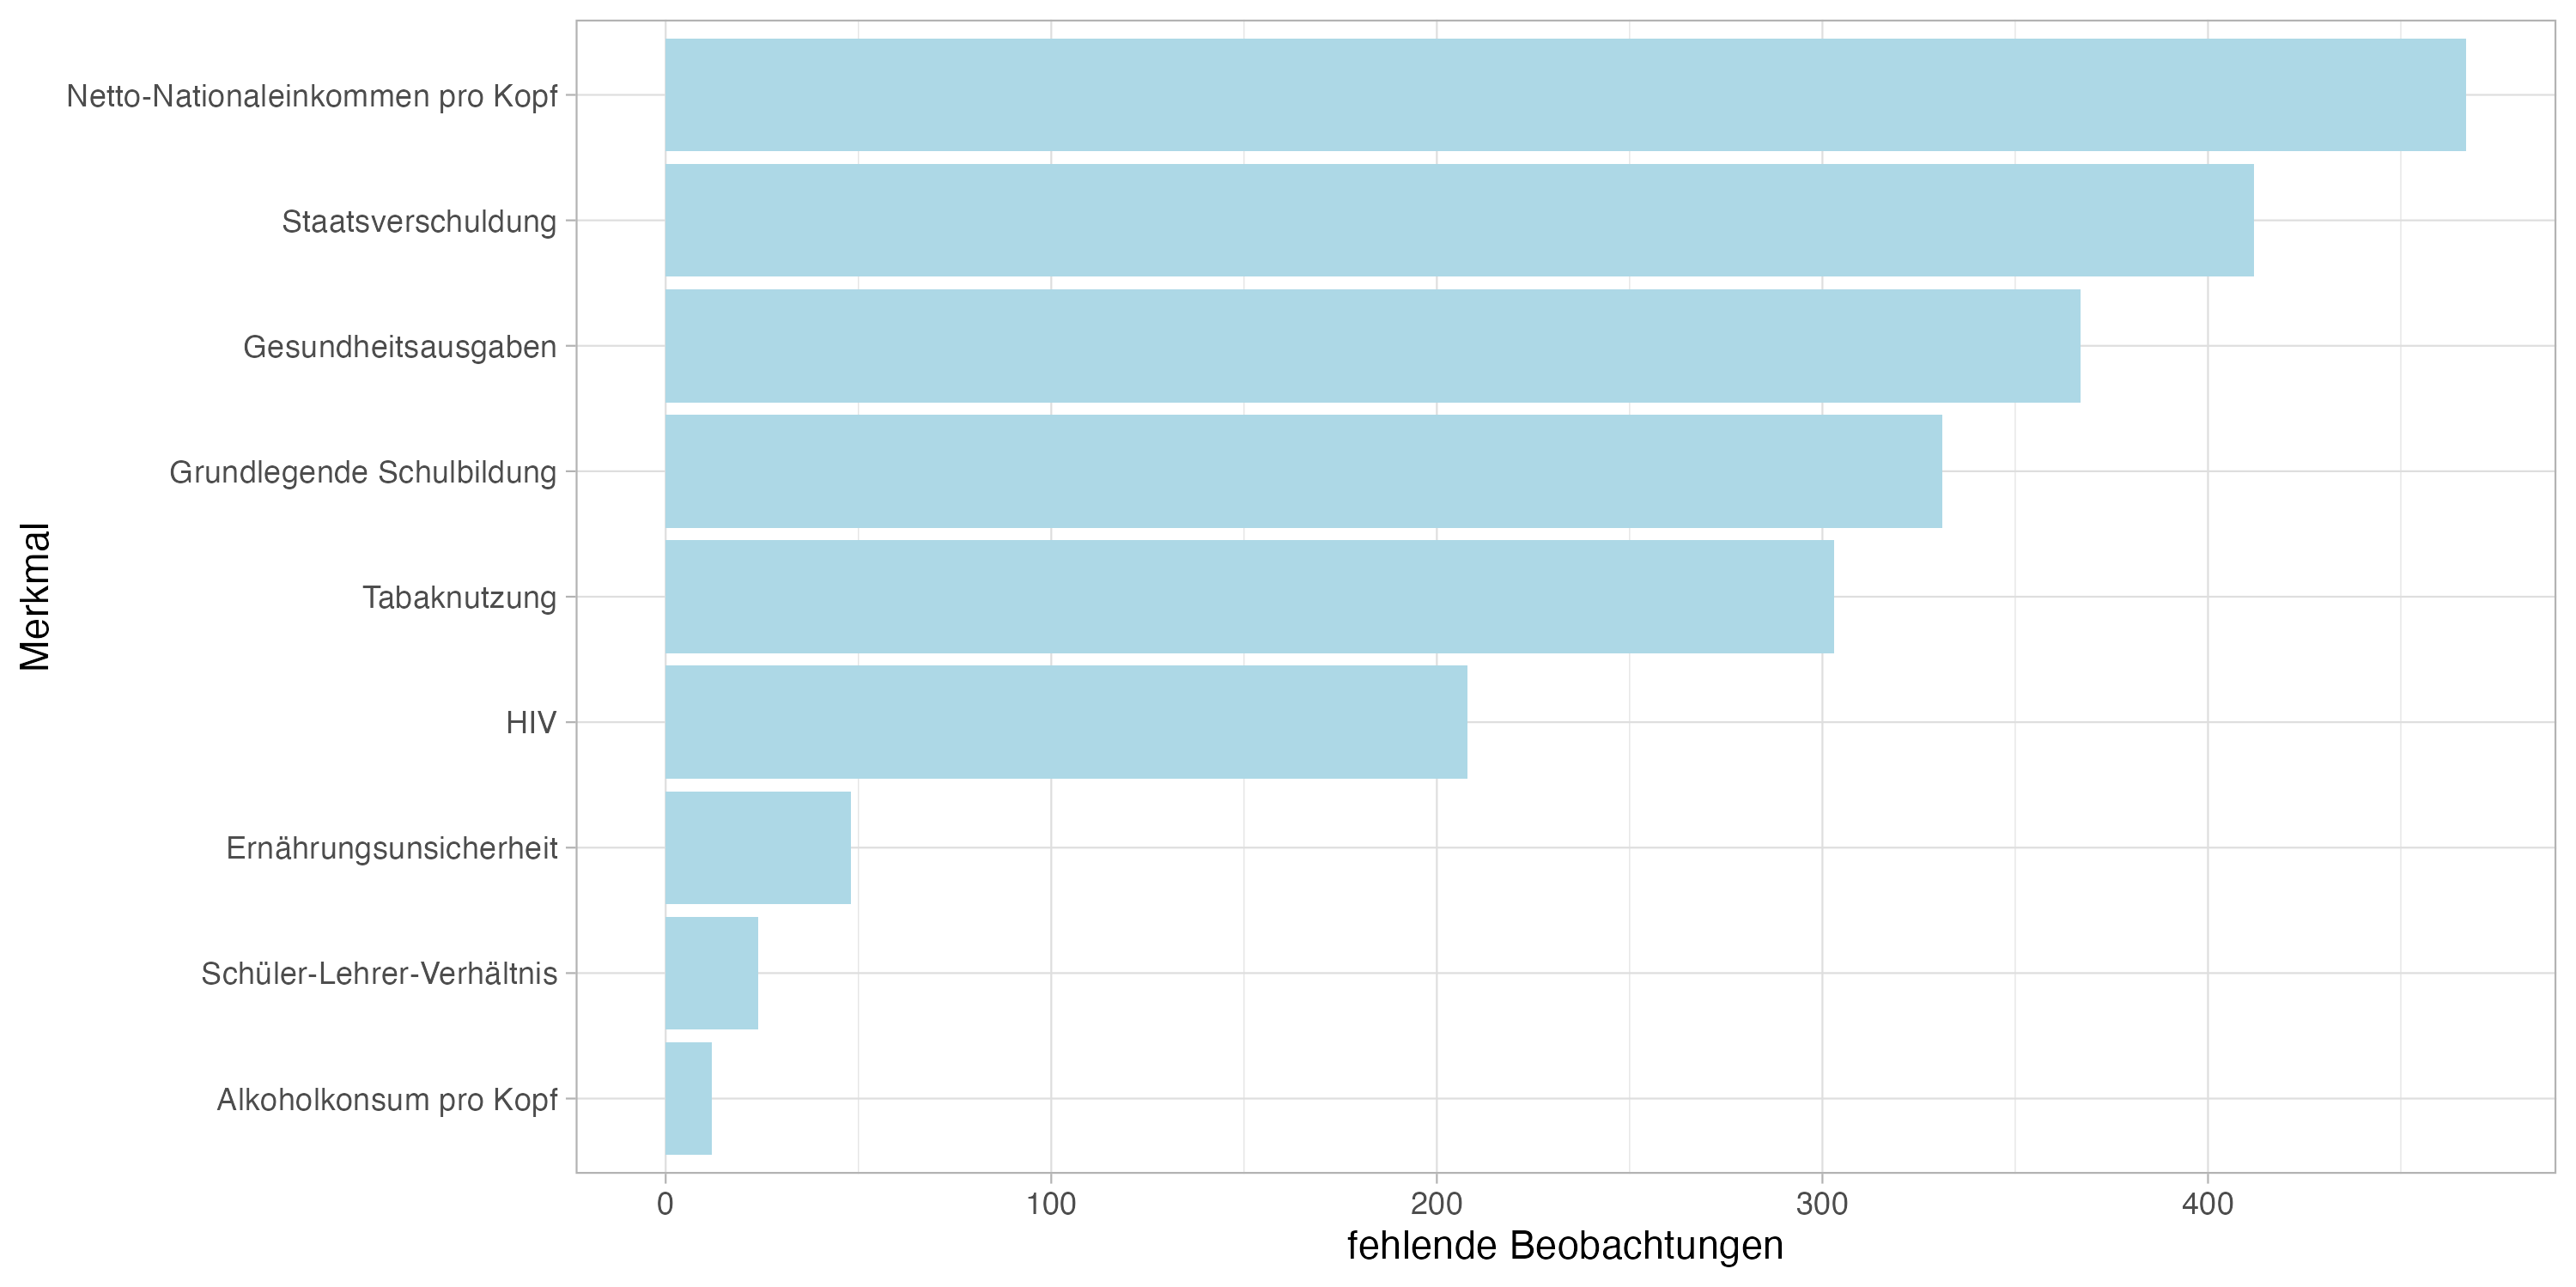 Netto-Nationaleinkommen pro Kopf
Staatsverschuldung
Gesundheitsausgaben
Grundlegende Schulbildung
Tabaknutzung
HIV
Ernährungsunsicherheit
Schüler-Lehrer-Verhältnis
Alkoholkonsum pro Kopf
Merkmal
0 100 200 300 400
fehlende Beobachtungen